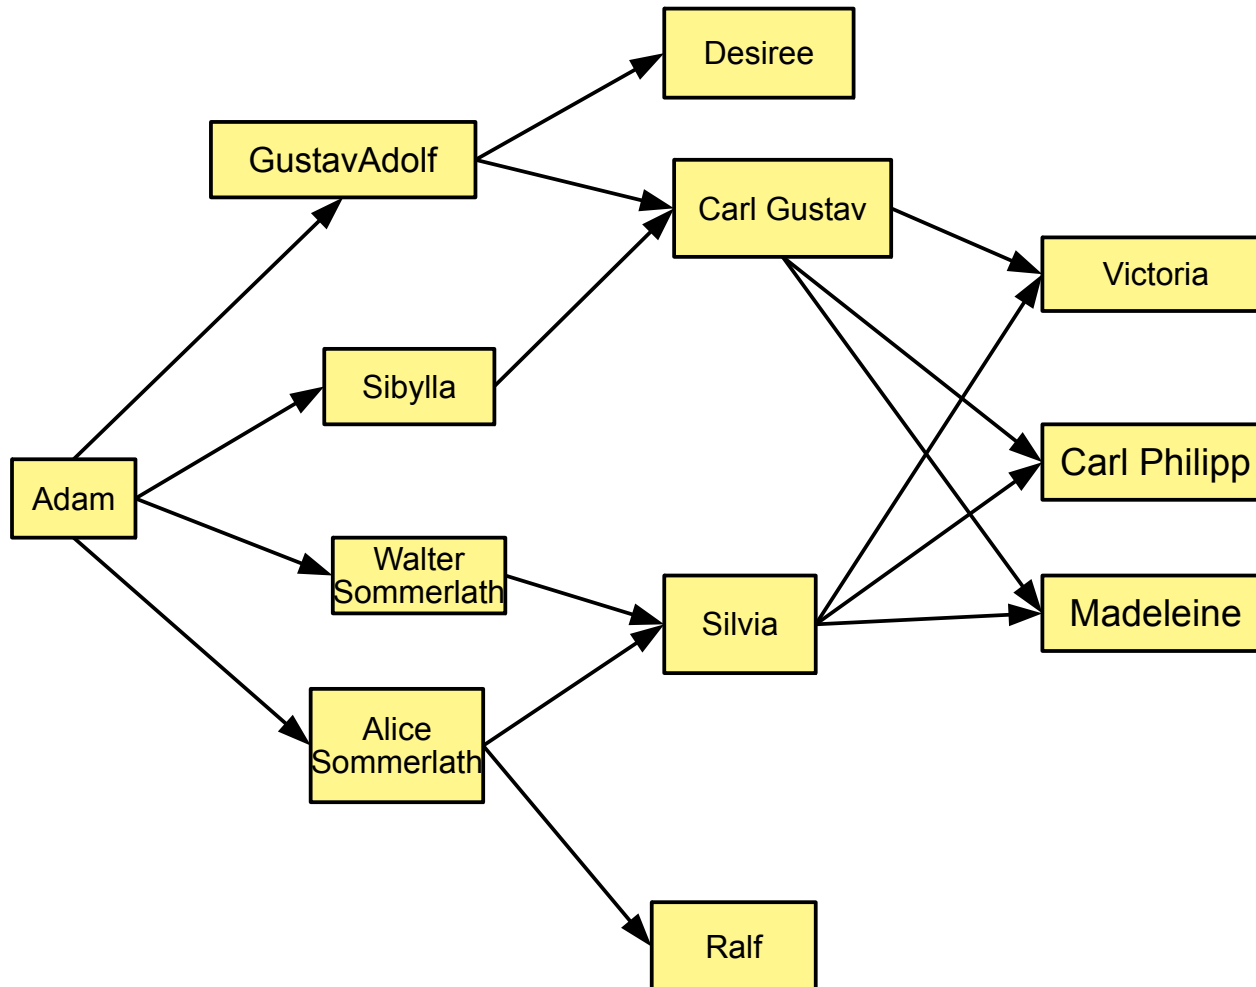 Desiree
GustavAdolf
Carl Gustav
Victoria
Sibylla
Carl Philipp
Adam
Walter
Sommerlath
Silvia
Madeleine
Alice
Sommerlath
Ralf